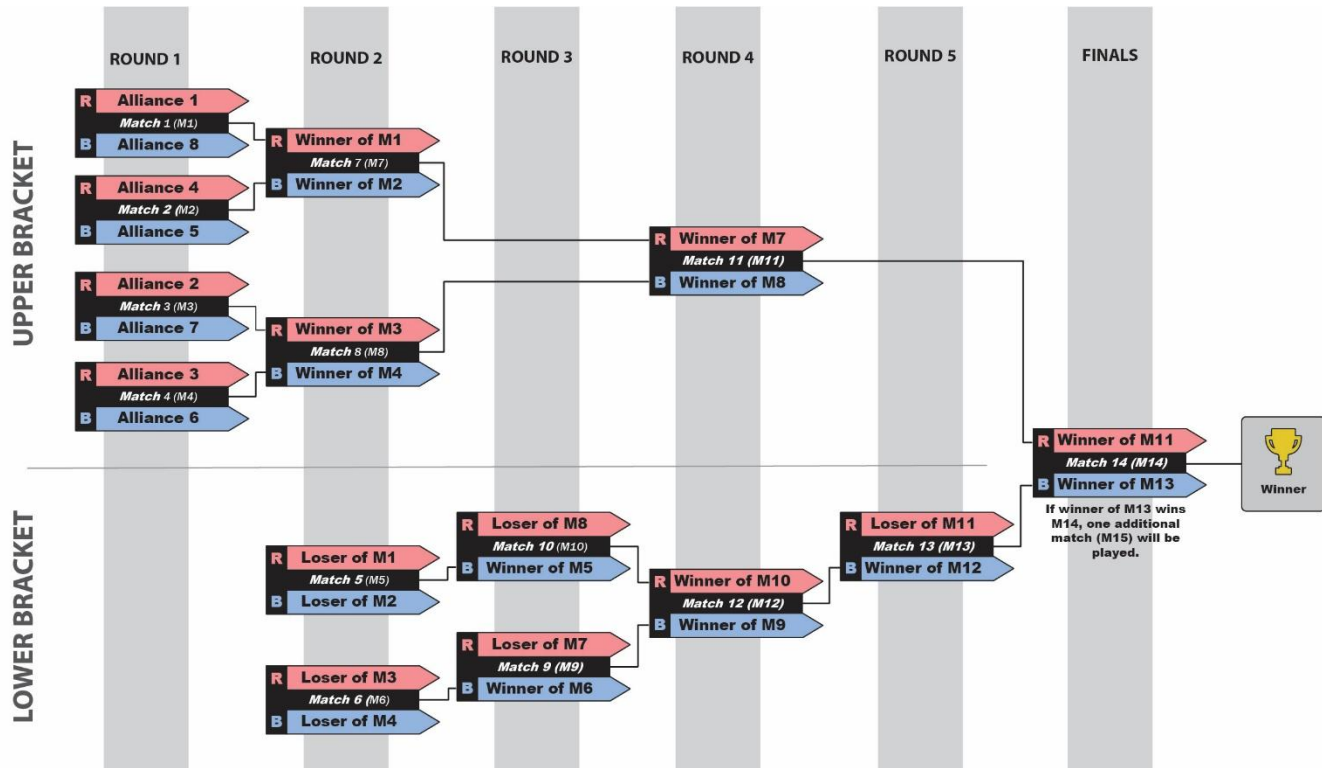 ROUND 1
ROUND 2
ROUND 3
ROUND 4
ROUND 5
FINALS
UPPER BRACKET
R Alliance 1
Match 1 (M1)
B Alliance 8
R Alliance 4
Match 2 (M2)
B Alliance 5
R Alliance 2
Match 3 (M3)
B Alliance 7
R Alliance 3
Match 4 (M4)
B Alliance 6
R Winner of M1
Match 7 (M7)
B Winner of M2
R Winner of M3
Match 8 (M8)
B Winner of M4
R Winner of M7
Match 11 (M11)
B Winner of M8
LOWER BRACKET
R Loser of M1
Match 5 (M5)
B Loser of M2
R Loser of M3
Match 6 (M6)
B Loser of M4
R Loser of M8
Match 10 (M10)
B Winner of M5
R Loser of M7
Match 9 (M9)
B Winner of M6
R Winner of M10
Match 12 (M12)
B Winner of M9
R Loser of M11
Match 13 (M13)
B Winner of M12
R Winner of M11
Match 14 (M14)
B Winner of M13
If winner of M13 wins
M14, one additional
match (M15) will be
played.
Winner